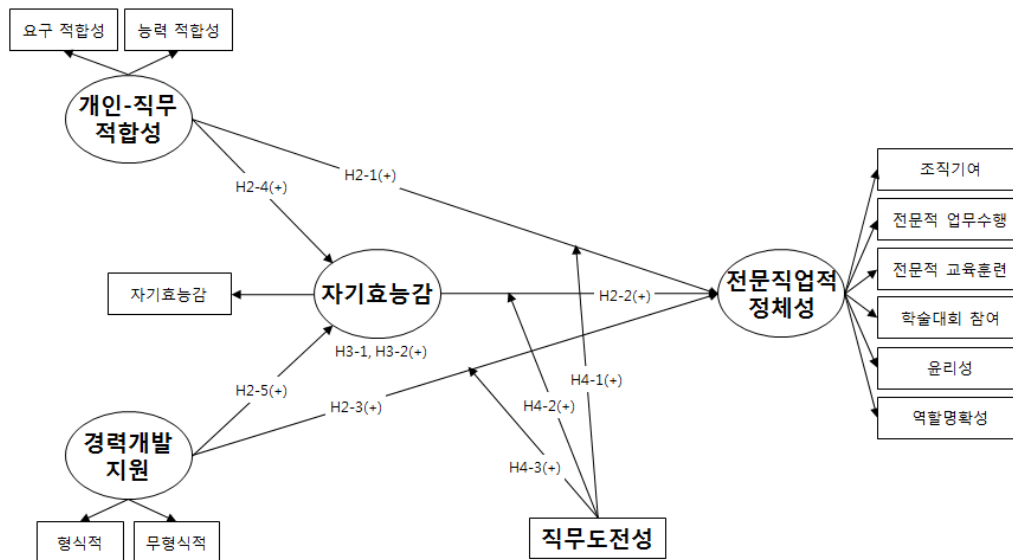 요구 적합성
능력 적합성
개인-직무
적합성
H2-4(+)
H2-1(+)
조직기여
전문적 업무수행
전문적 교육훈련
학술대회 참여
윤리성
역할명확성
자기효능감
자기효능감
H3-1, H3-2(+)
H2-2(+)
전문직업적
정체성
H2-5(+)
H2-3(+)
H4-1(+)
H4-2(+)
H4-3(+)
경력개발
지원
형식적
무형식적
직무도전성